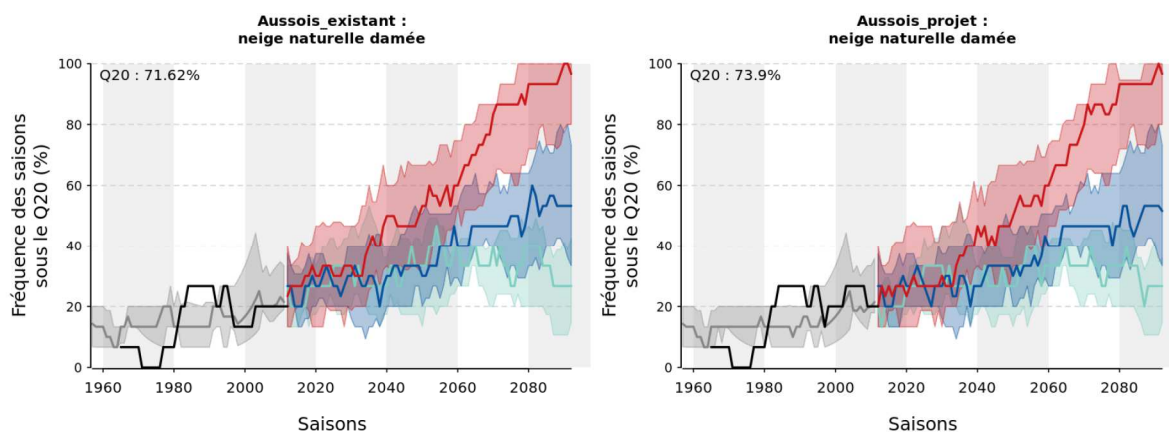 Aussois_existant :
neige naturelle damée
Fréquence des saisons
sous le Q20 (%)
100
80
60
40
20
0
Q20 : 71.62%
1960 1980 2000 2020 2040 2060 2080
Saisons
Aussois_projet :
neige naturelle damée
Fréquence des saisons
sous le Q20 (%)
100
80
60
40
20
0
Q20 : 73.9%
1960 1980 2000 2020 2040 2060 2080
Saisons